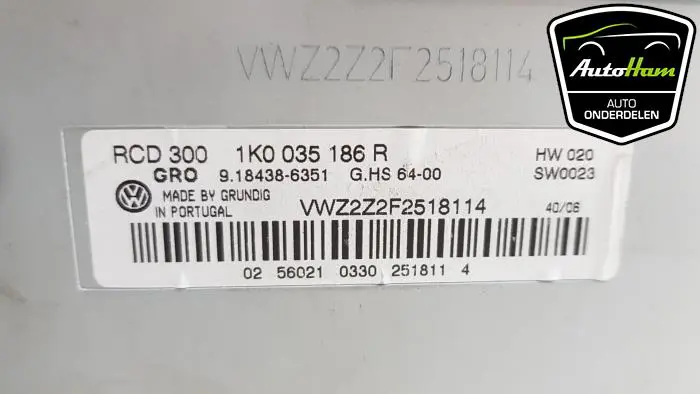 VWZ2Z2F2518114
AutoHam
AUTO
ONDERDELEN
RCD 300 1K0 035 186 R HW 020
GRO 9.18438-6351 G.HS 64-00 SW0023
MADE BY GRUNDIG
IN PORTUGAL
VWZ2Z2F2518114 40/06
02 56021 0330 251811 4